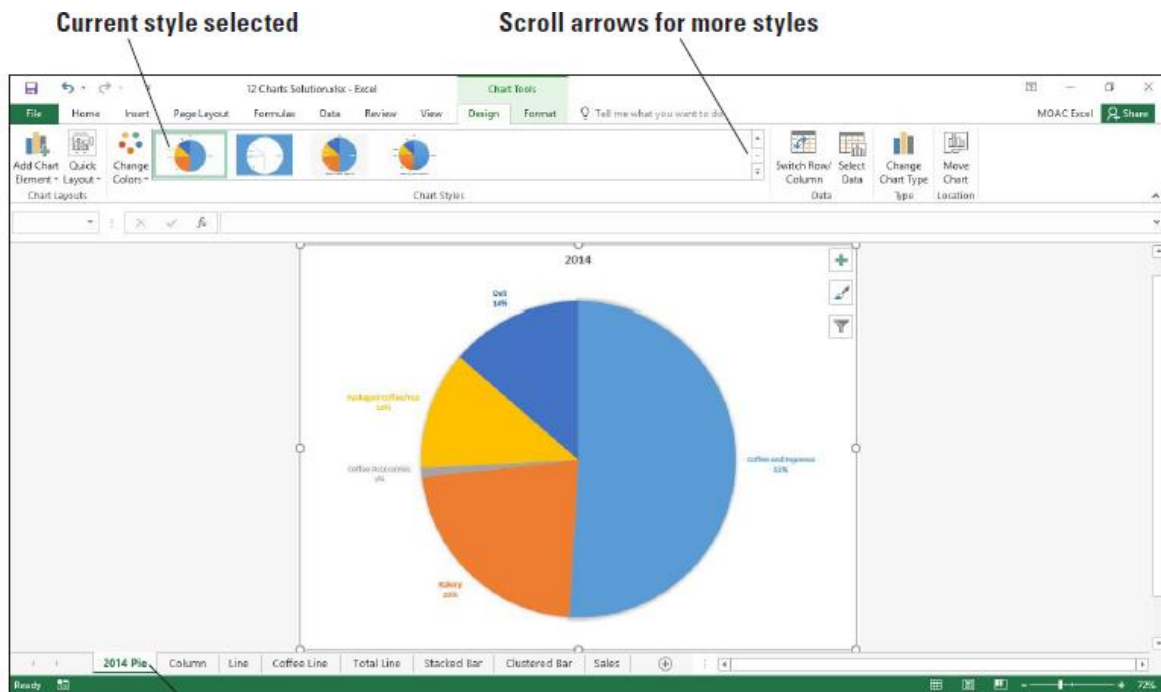 Current style selected
Scroll arrows for more styles
12 Charts Solution.xlsx - Excel
Chart Tools
File
Home
Insert
Page Layout
Formulas
Data
Review
View
Design
Format
Tell me what you want to do
MOAC Excel
Share
Add Chart
Element
Quick
Layout
Change
Colors
Switch Row/
Column
Select
Data
Change
Chart Type
Move
Chart
Chart Layouts
Chart Styles
Data
Type
Location
fx
2014
Deli
14%
Packaged Coffee/Tea
Coffee Accessories
Coffee and Espresso
Bakery
2014 Pie
Column
Line
Coffee Line
Total Line
Stacked Bar
Clustered Bar
Sales
Ready
72%